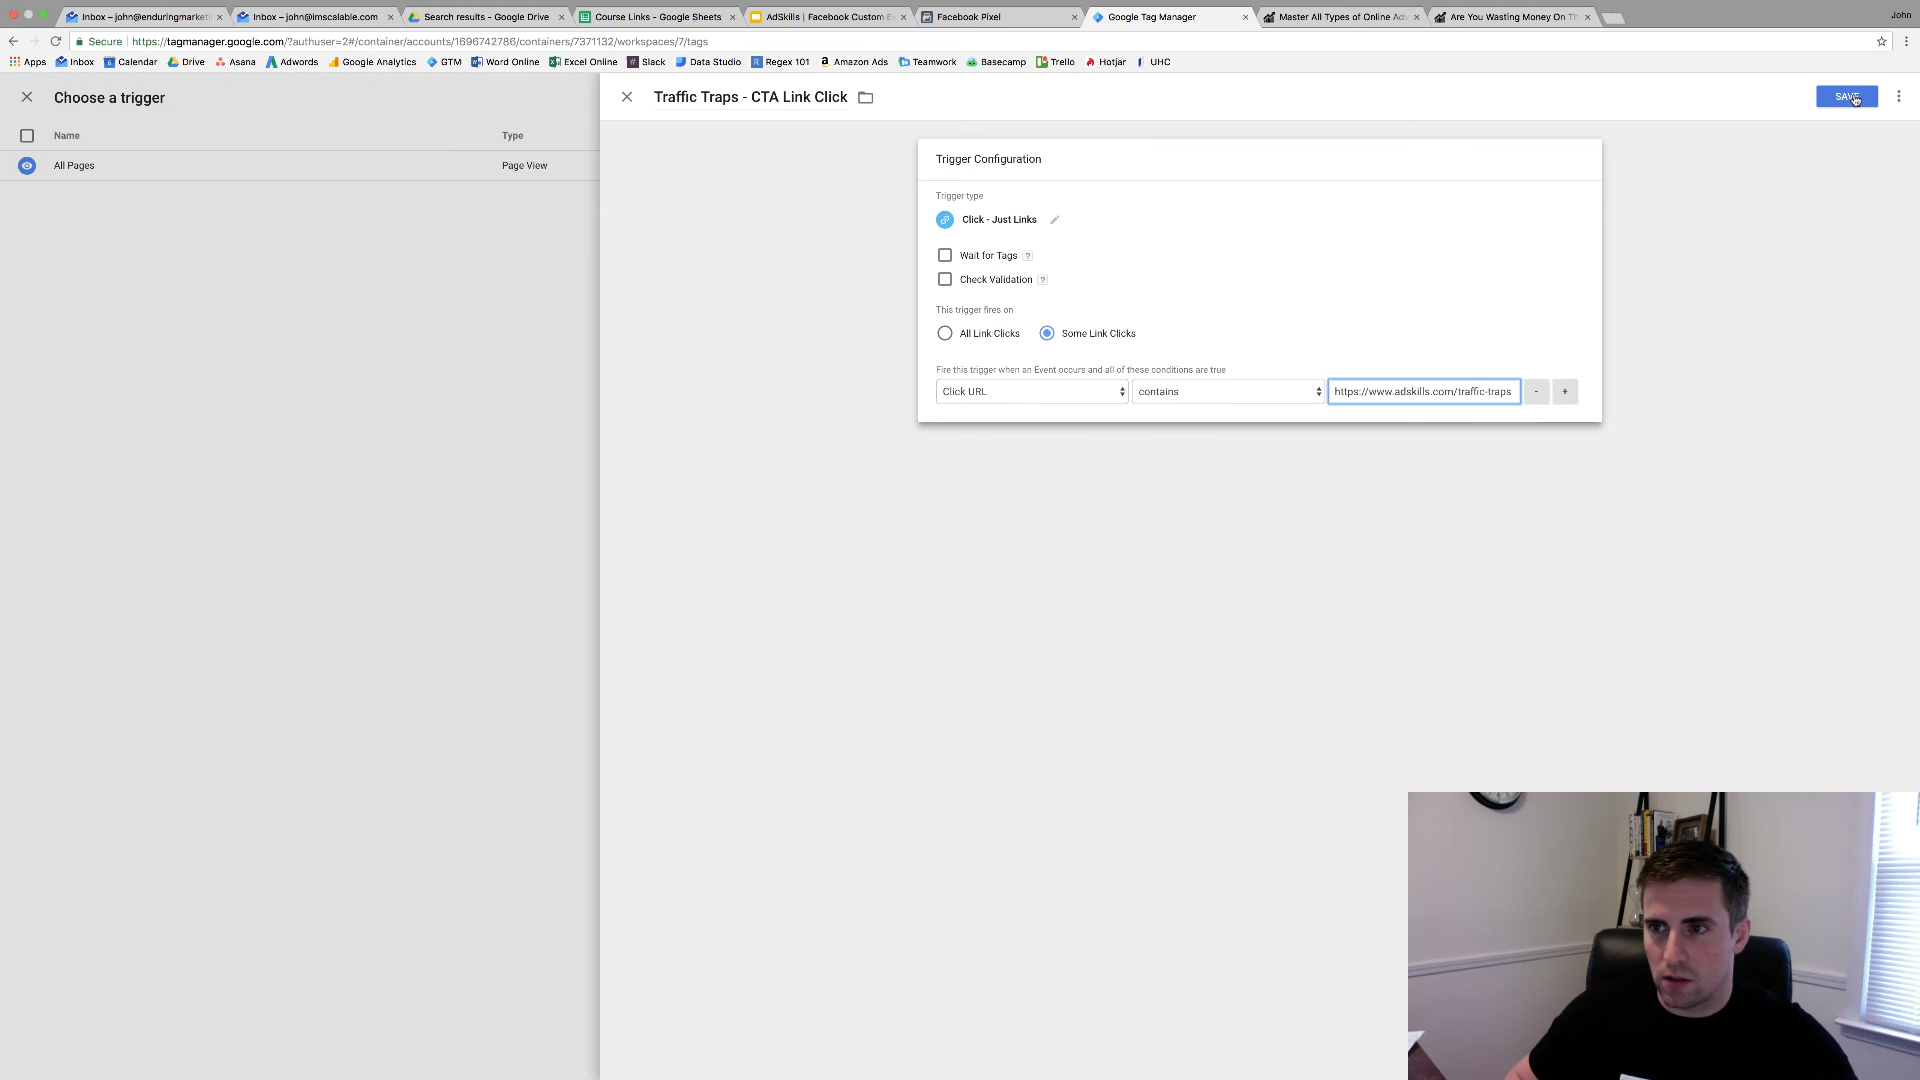 Inbox – john@enduringmarketi
Inbox – john@imscalable.com
Search results - Google Drive
Course Links - Google Sheets
AdSkills | Facebook Custom Ev
Facebook Pixel
Google Tag Manager
Master All Types of Online Adv
Are You Wasting Money On Th
John
Secure
https://tagmanager.google.com/?authuser=2#/container/accounts/1696742786/containers/7371132/workspaces/7/tags
Apps
Inbox
Calendar
Drive
Asana
Adwords
Google Analytics
GTM
Word Online
Excel Online
Slack
Data Studio
Regex 101
Amazon Ads
Teamwork
Basecamp
Trello
Hotjar
UHC
Choose a trigger
Traffic Traps - CTA Link Click
SAVE
Name
Type
All Pages
Page View
Trigger Configuration
Trigger type
Click - Just Links
Wait for Tags ?
Check Validation ?
This trigger fires on
All Link Clicks
Some Link Clicks
Fire this trigger when an Event occurs and all of these conditions are true
Click URL
contains
https://www.adskills.com/traffic-traps
-
+